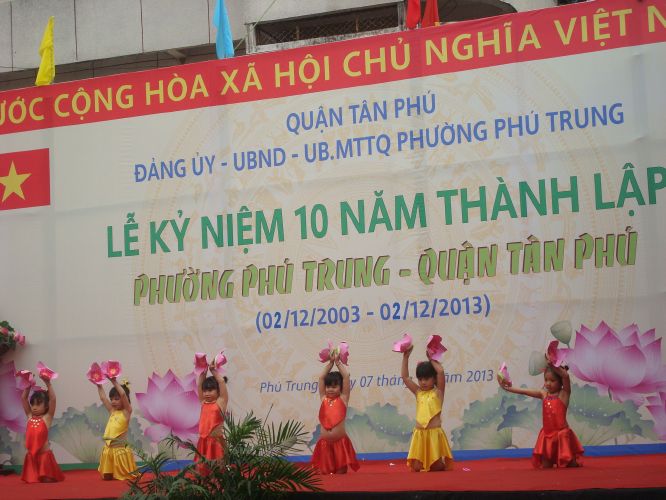 ƯỚC CỘNG HÒA XÃ HỘI CHỦ NGHĨA VIỆT N
QUẬN TÂN PHÚ
ĐẢNG ỦY - UBND - UB.MTTQ PHƯỜNG PHÚ TRUNG
LỄ KỶ NIỆM 10 NĂM THÀNH LẬP
PHƯỜNG PHÚ TRUNG - QUẬN TÂN PHÚ
(02/12/2003 - 02/12/2013)
Phú Trung, 07 năm 2013